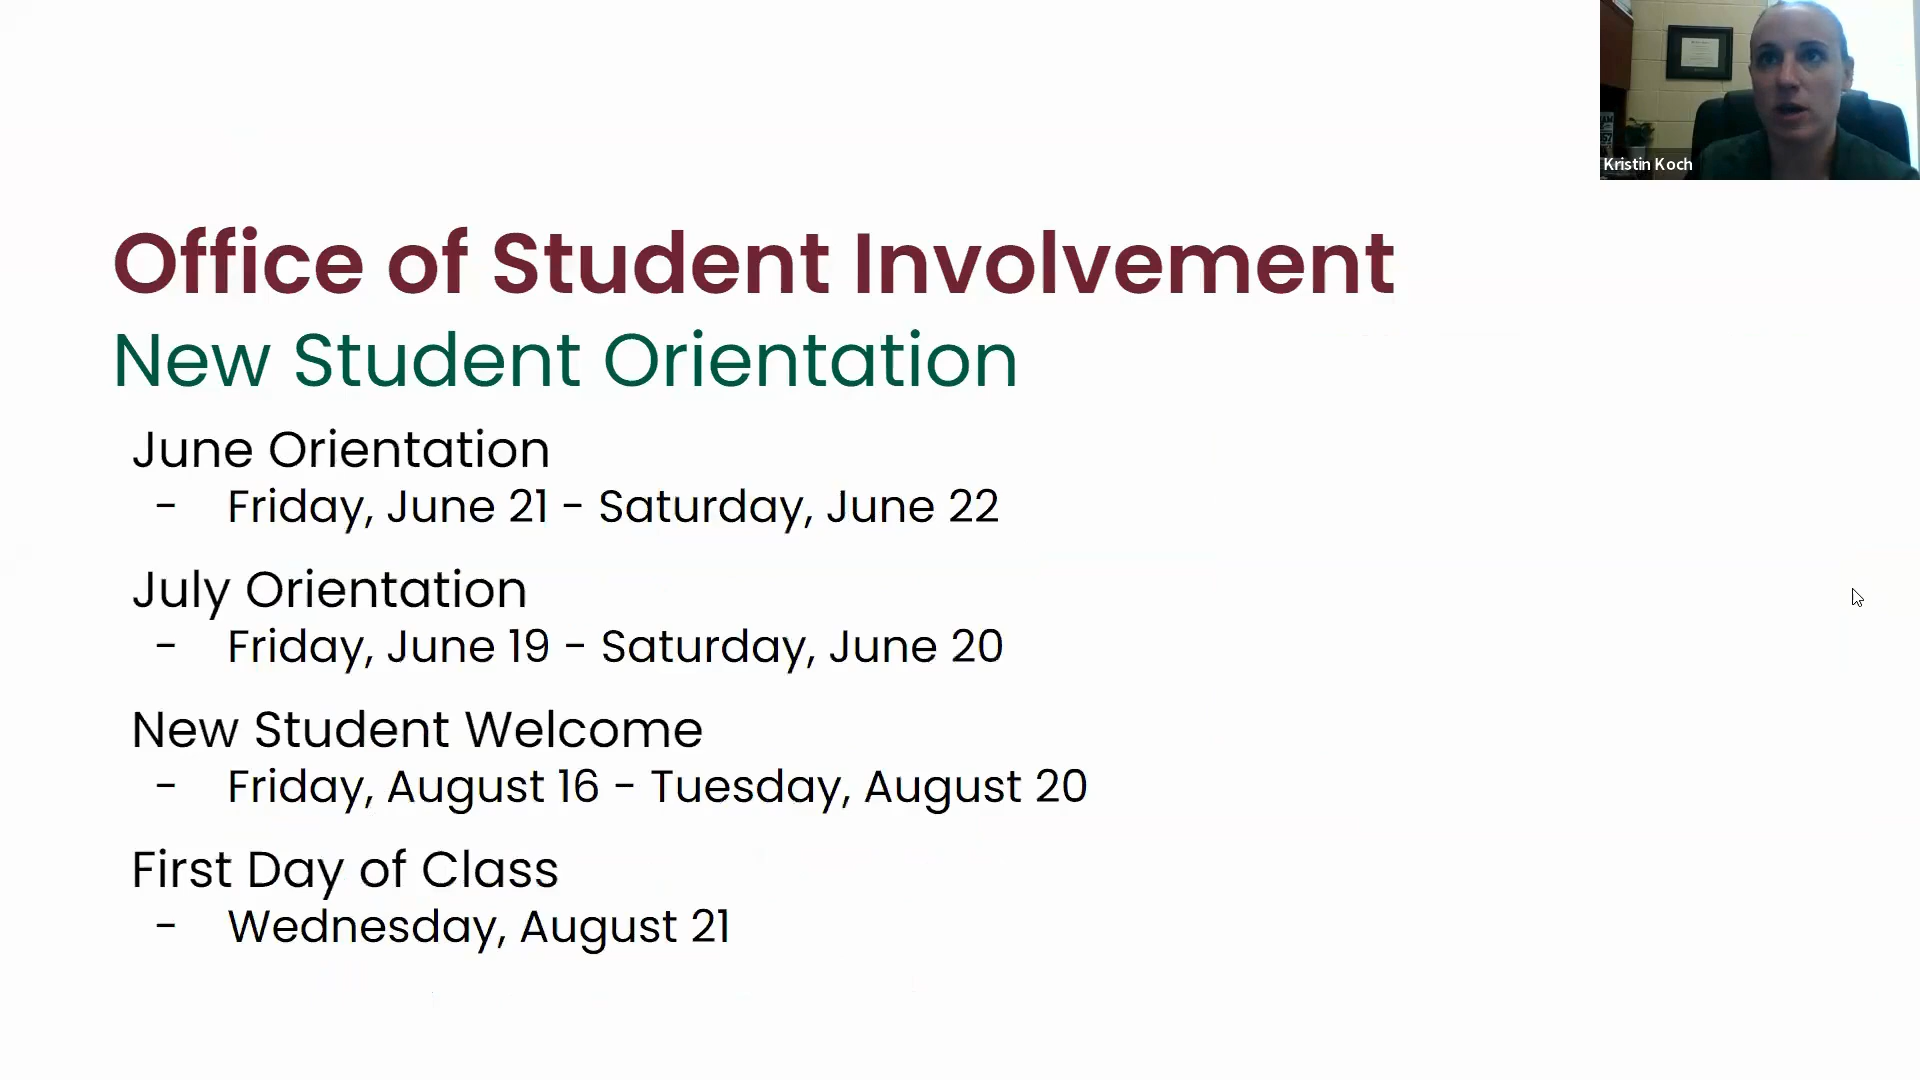 Kristin Koch
Office of Student Involvement
New Student Orientation
June Orientation
- Friday, June 21 - Saturday, June 22
July Orientation
- Friday, June 19 - Saturday, June 20
New Student Welcome
- Friday, August 16 - Tuesday, August 20
First Day of Class
- Wednesday, August 21